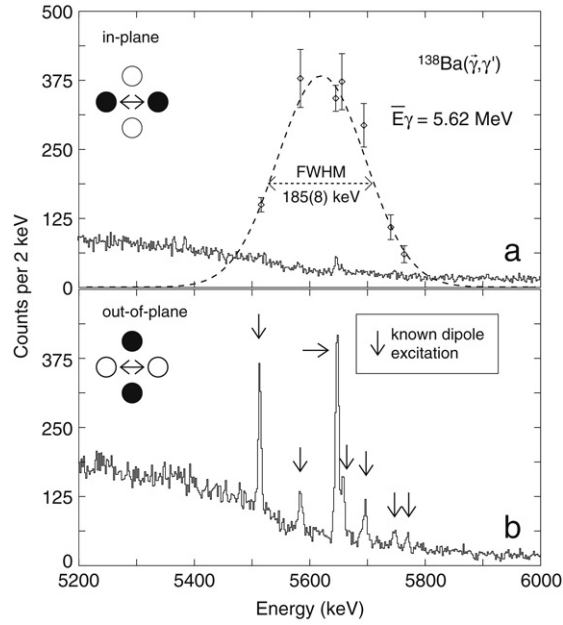 500
375
250
125
0
in-plane
¹³⁸Ba(γ⃗,γ')
E̅γ = 5.62 MeV
FWHM
185(8) keV
a
Counts per 2 keV
out-of-plane
known dipole
excitation
375
250
125
0
b
5200 5400 5600 5800 6000
Energy (keV)